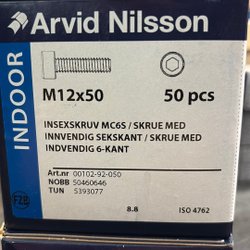 Arvid Nilsson
INDOOR
M12x50 50 pcs
INSEXSKRUV MC6S / SKRUE MED
INNVENDIG SEKSKANT / SKRUE MED
INDVENDIG 6-KANT
Art.nr 00102-92-050
NOBB 50460646
TUN 5393077
FZB
8.8 ISO 4762